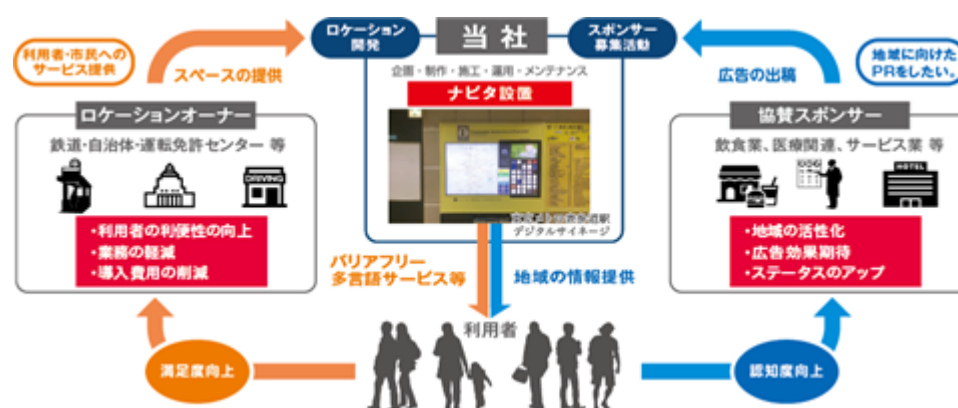 ロケーション
開発
当社
スポンサー
募集活動
利用者・市民への
サービス提供
スペースの提供
企画・制作・施工・運用・メンテナンス
ナビタ設置
広告の出稿
地域に向けた
PRをしたい。
ロケーションオーナー
鉄道・自治体・運転免許センター 等
DRIVING
・利用者の利便性の向上
・業務の軽減
・導入費用の削減
デジタルサイネージ
協賛スポンサー
飲食業、医療関連、サービス業 等
HOTEL
・地域の活性化
・広告効果期待
・ステータスのアップ
バリアフリー
多言語サービス等
地域の情報提供
利用者
満足度向上
認知度向上